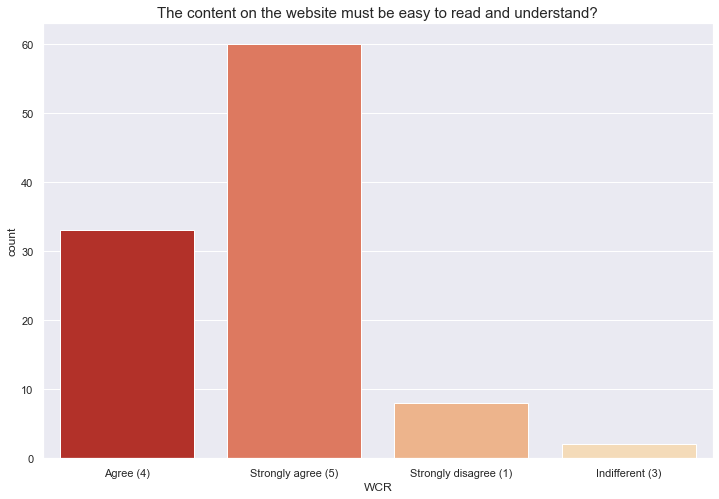 The content on the website must be easy to read and understand?
60
50
40
30
20
10
0
count
Agree (4)
Strongly agree (5)
Strongly disagree (1)
Indifferent (3)
WCR